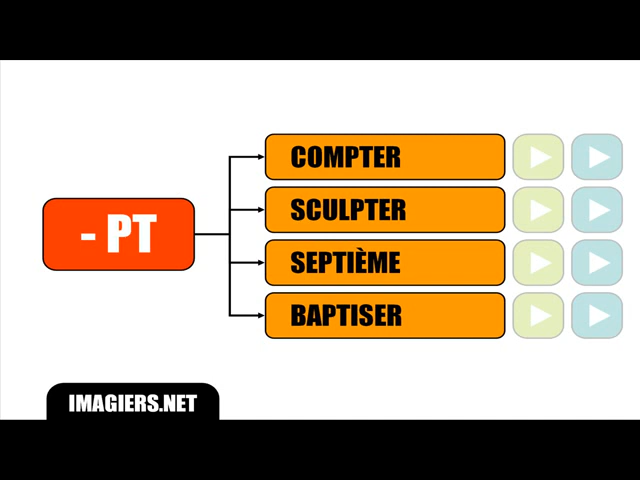 - PT
COMPTER
SCULPTER
SEPTIÈME
BAPTISER
IMAGIERS.NET